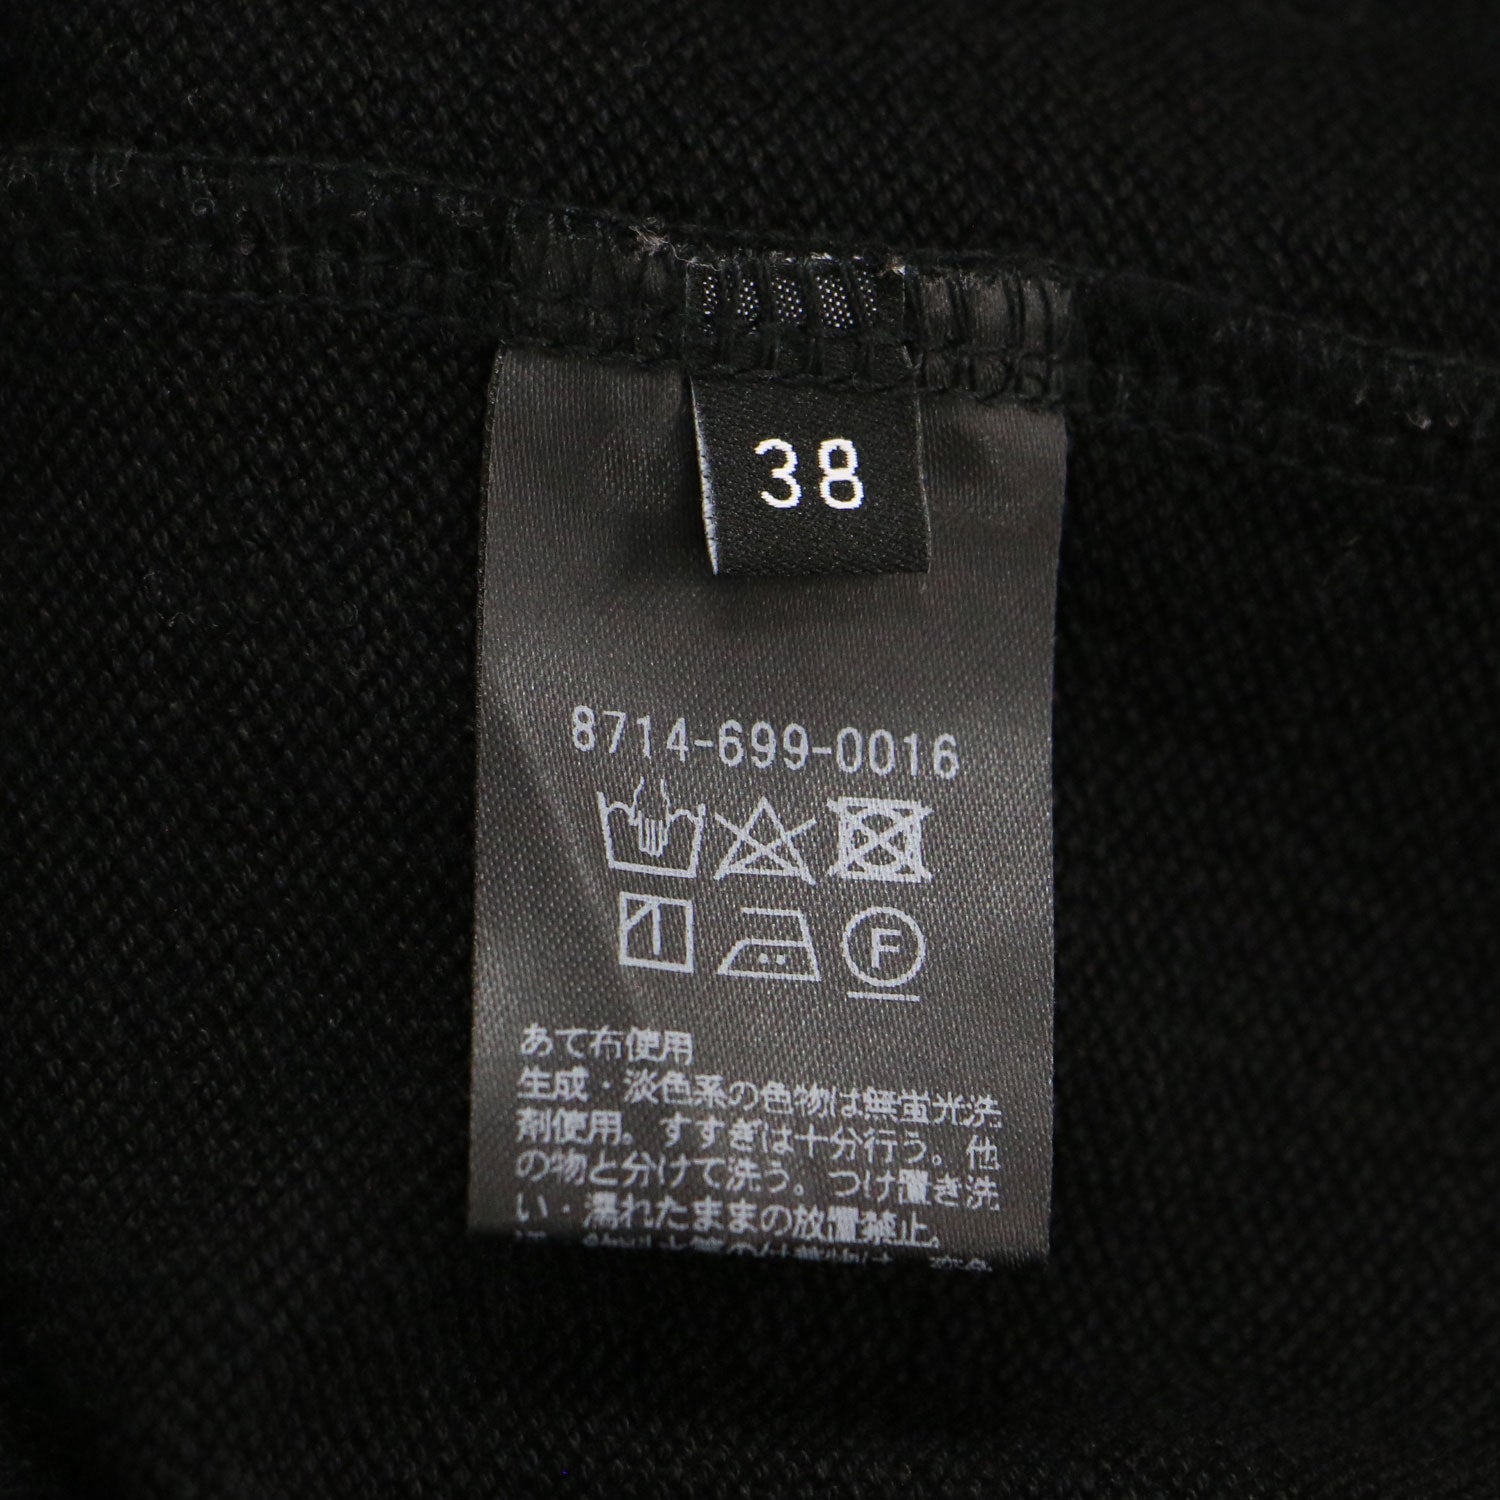 38
8714-699-0016
F
あて布使用
生成・淡色系の色物は無蛍光洗
剤使用。すすぎは十分行う。他
の物と分けて洗う。つけ置き洗
い・濡れたままの放置禁止。